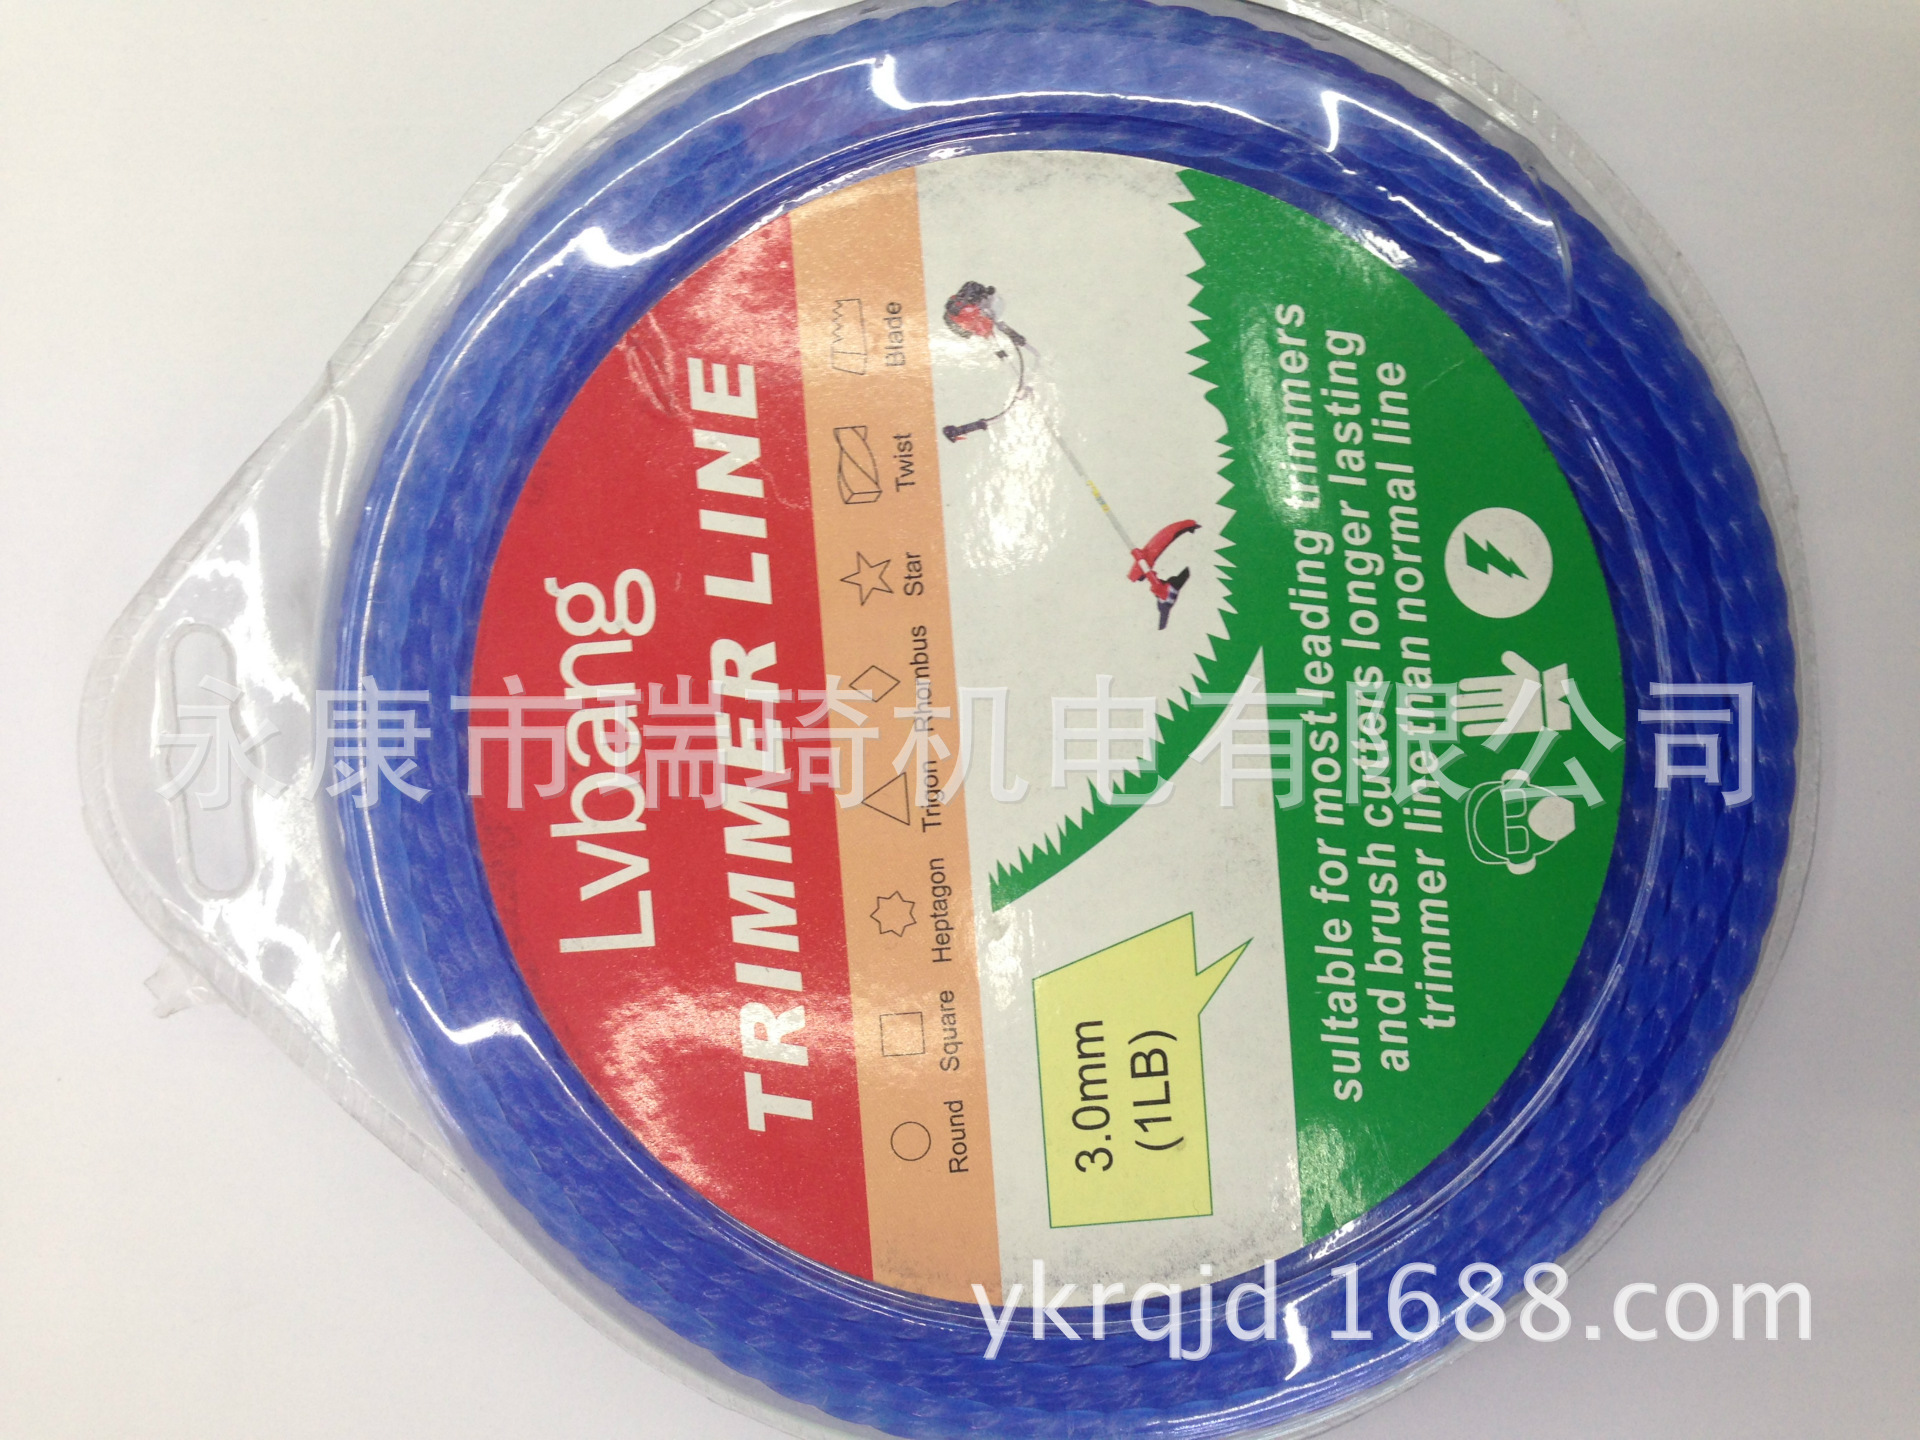 Lvbang
TRIMMER LINE
Round Square Heptagon Trigon Rhombus Star Twist Blade
3.0mm
(1LB)
sultable for most leading trimmers
and brush cutters longer lasting
trimmer line than normal line
永康市瑞琦机电有限公司
ykrqjd.1688.com